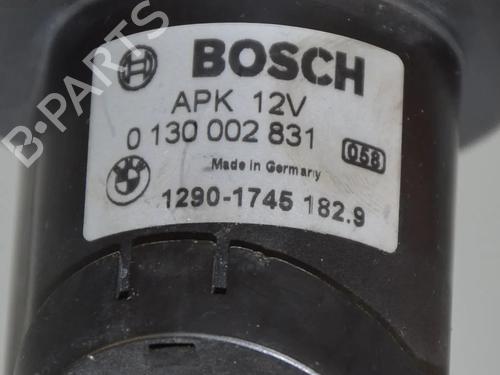 B-PARTS
BOSCH
APK 12V
0 130 002 831 058
Made in Germany
1290-1745 182.9